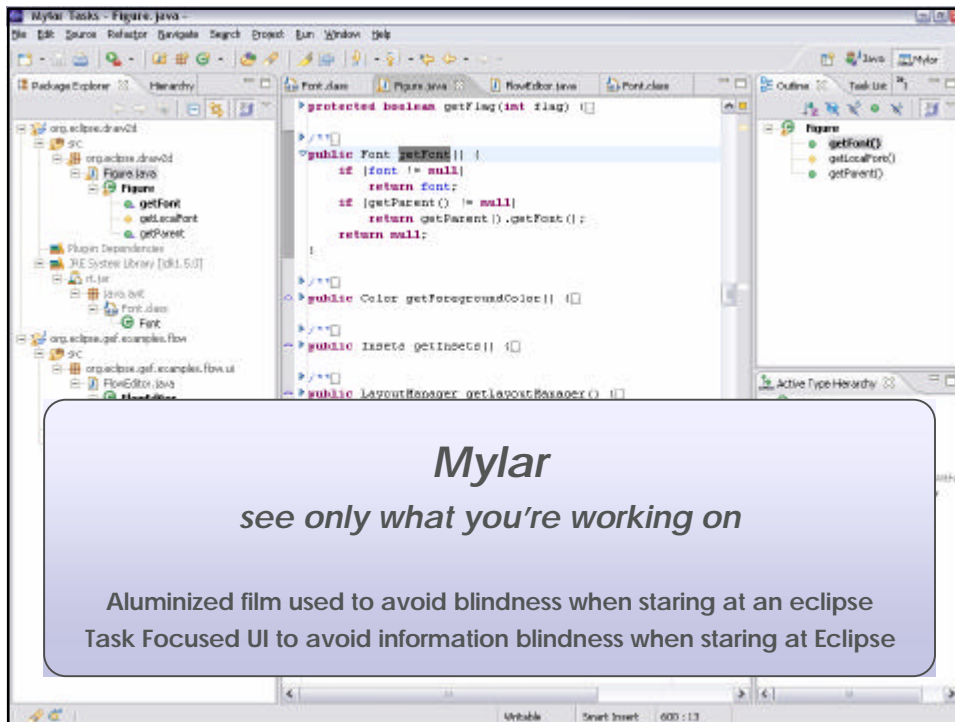 Mylar Tasks - Figure.java -
File Edit Source Refactor Navigate Search Project Run Window Help
Java Mylar
Package Explorer Hierarchy
org.eclipse.draw2d
src
org.eclipse.draw2d
Figure.java
Figure
getFont
getLocalFont
getParent
Plugin Dependencies
JRE System Library [jdk1.5.0]
rt.jar
java.awt
Font.class
Font
org.eclipse.gef.examples.flow
src
org.eclipse.gef.examples.flow.ui
FlowEditor.java
FlowEditor
Font.class Figure.java FlowEditor.java Font.class
protected boolean getFlag(int flag) {
/**
public Font getFont() {
if (font != null)
return font;
if (getParent() != null)
return getParent().getFont();
return null;
}
/**
public Color getForegroundColor() {
/**
public Insets getInsets() {
/**
public LayoutManager getLayoutManager() {
Outline Task List
Figure
getFont()
getLocalFont()
getParent()
Active Type Hierarchy
Mylar
see only what you're working on
Aluminized film used to avoid blindness when staring at an eclipse
Task Focused UI to avoid information blindness when staring at Eclipse
Writable Smart Insert 600 : 13